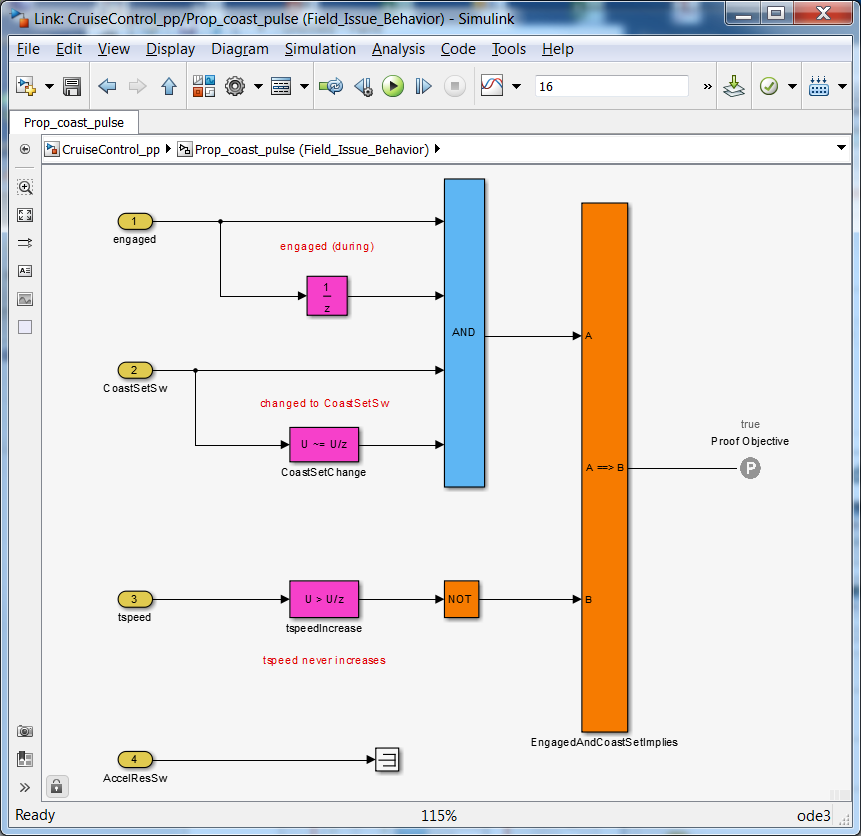 Link: CruiseControl_pp/Prop_coast_pulse (Field_Issue_Behavior) - Simulink
File Edit View Display Diagram Simulation Analysis Code Tools Help
16 »
Prop_coast_pulse
CruiseControl_pp Prop_coast_pulse (Field_Issue_Behavior)
1
engaged
engaged (during)
1
z
AND
A
2
CoastSetSw
changed to CoastSetSw
U ~= U/z
CoastSetChange
true
Proof Objective
A ==> B
P
3
tspeed
U > U/z
tspeedIncrease
NOT
B
tspeed never increases
EngagedAndCoastSetImplies
4
AccelResSw
Ready 115% ode3